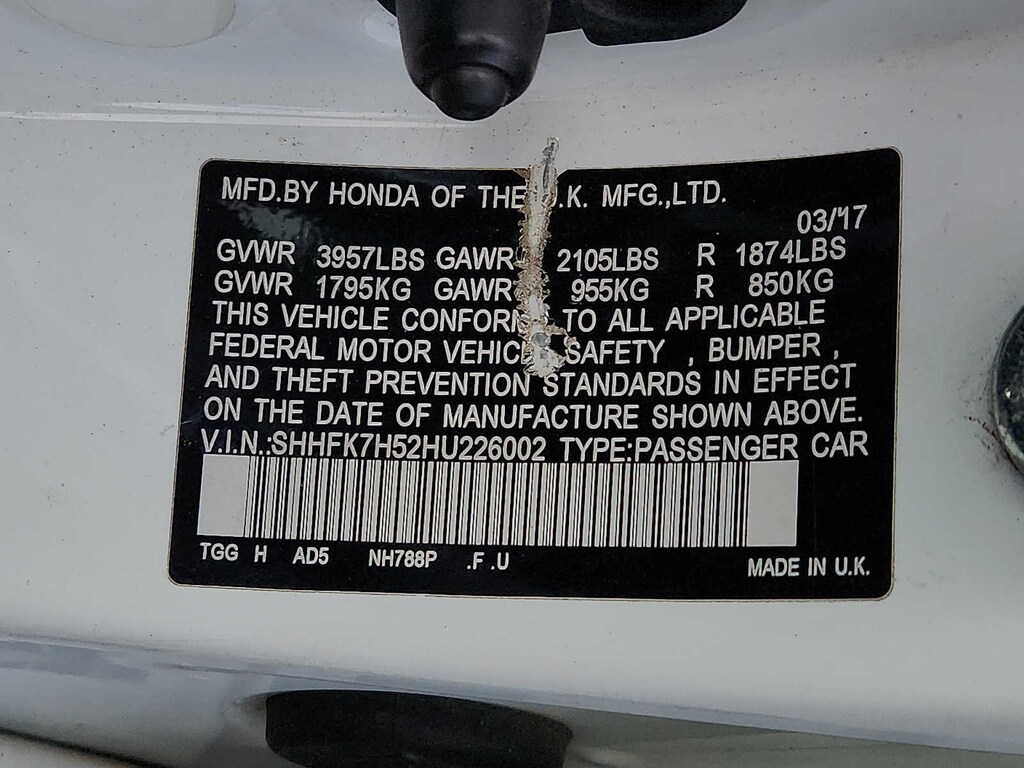 MFD.BY HONDA OF THE U.K. MFG.,LTD.
03/'17
GVWR 3957LBS GAWR 2105LBS R 1874LBS
GVWR 1795KG GAWR 955KG R 850KG
THIS VEHICLE CONFORMS TO ALL APPLICABLE
FEDERAL MOTOR VEHICLE SAFETY , BUMPER ,
AND THEFT PREVENTION STANDARDS IN EFFECT
ON THE DATE OF MANUFACTURE SHOWN ABOVE.
V.I.N.:SHHFK7H52HU226002 TYPE:PASSENGER CAR
TGG H AD5 NH788P .F .U
MADE IN U.K.